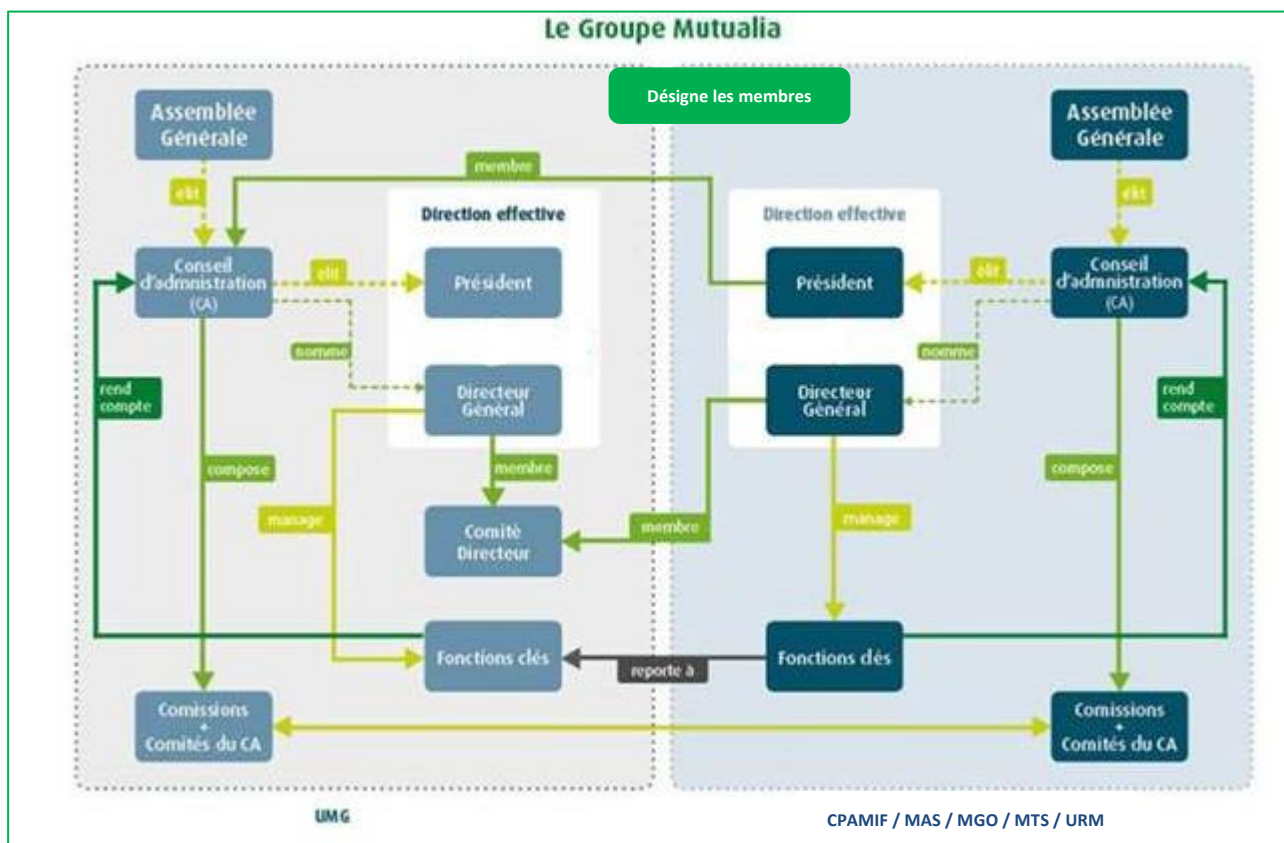 Le Groupe Mutualia
Désigne les membres
Assemblée
Générale
Assemblée
Générale
membre
élit
élit
Direction effective
Direction effective
Conseil
d'admnistration
(CA)
élit
Président
Président
élit
Conseil
d'admnistration
(CA)
nomme
nomme
rend
compte
Directeur
Général
Directeur
Général
rend
compte
compose
membre
compose
manage
Comité
Directeur
membre
manage
Fonctions clés
reporte à
Fonctions clés
Comissions
+
Comités du CA
Comissions
+
Comités du CA
UMG
CPAMIF / MAS / MGO / MTS / URM